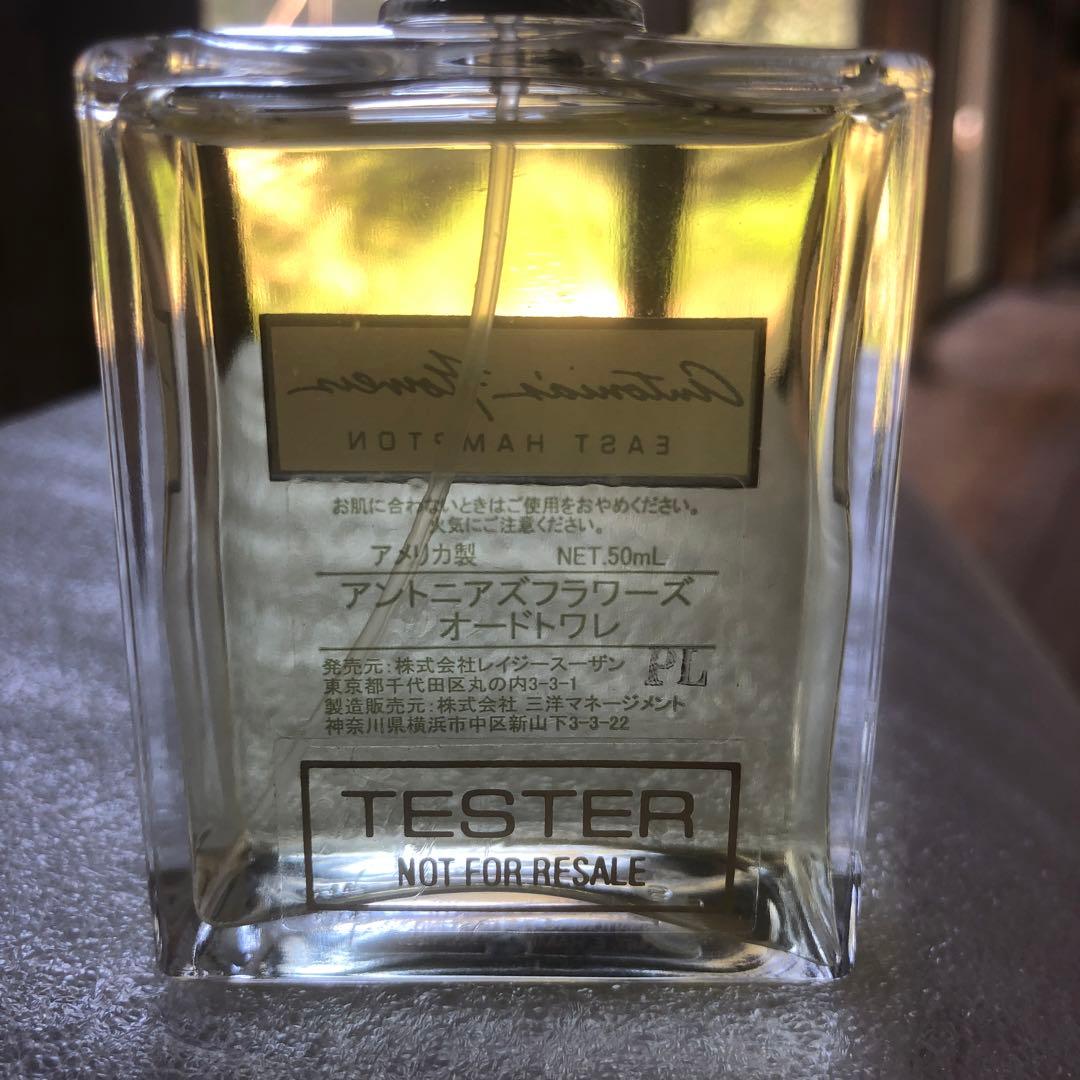 Antonia's Flowers
EAST HAMPTON
お肌に合わないときはご使用をおやめください。
火気にご注意ください。
アメリカ製 NET.50mL
アントニアズフラワーズ
オードトワレ
発売元:株式会社レイジースーザン PL
東京都千代田区丸の内3-3-1
製造販売元:株式会社 三洋マネージメント
神奈川県横浜市中区新山下3-3-22
TESTER
NOT FOR RESALE